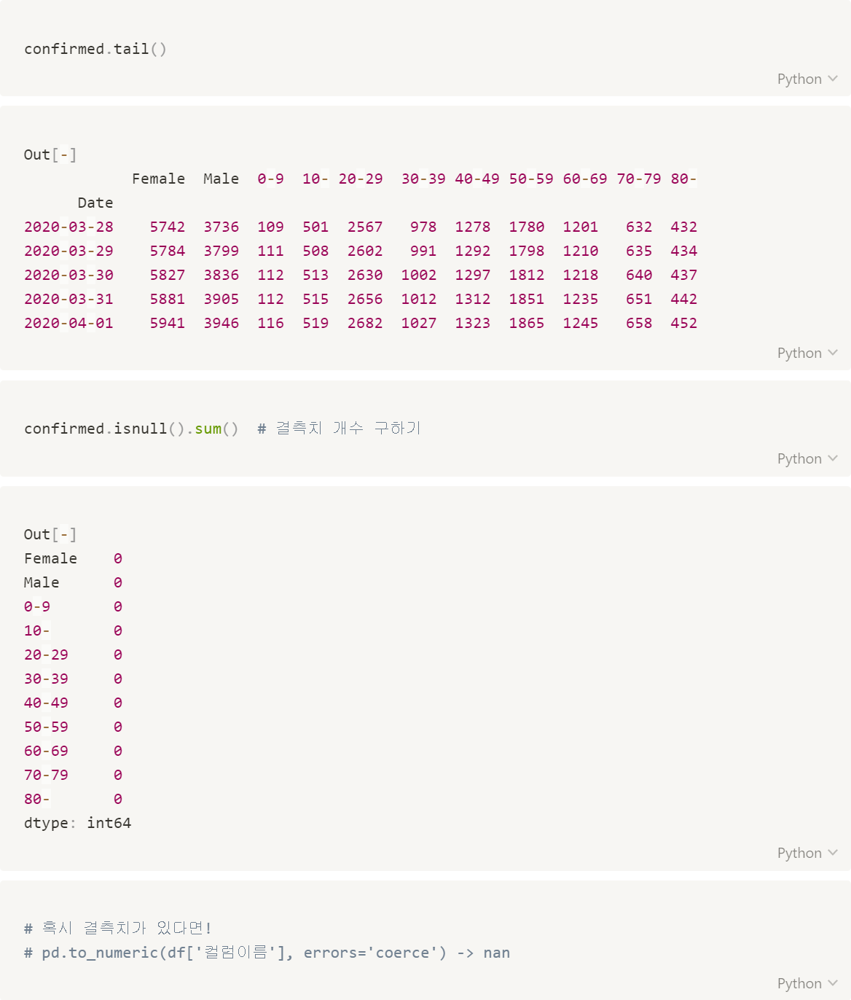 confirmed.tail()
Python
Out[-]
Female Male 0-9 10- 20-29 30-39 40-49 50-59 60-69 70-79 80-
Date
2020-03-28 5742 3736 109 501 2567 978 1278 1780 1201 632 432
2020-03-29 5784 3799 111 508 2602 991 1292 1798 1210 635 434
2020-03-30 5827 3836 112 513 2630 1002 1297 1812 1218 640 437
2020-03-31 5881 3905 112 515 2656 1012 1312 1851 1235 651 442
2020-04-01 5941 3946 116 519 2682 1027 1323 1865 1245 658 452
Python
confirmed.isnull().sum() # 결측치 개수 구하기
Python
Out[-]
Female 0
Male 0
0-9 0
10- 0
20-29 0
30-39 0
40-49 0
50-59 0
60-69 0
70-79 0
80- 0
dtype: int64
Python
# 혹시 결측치가 있다면!
# pd.to_numeric(df['컬럼이름'], errors='coerce') -> nan
Python